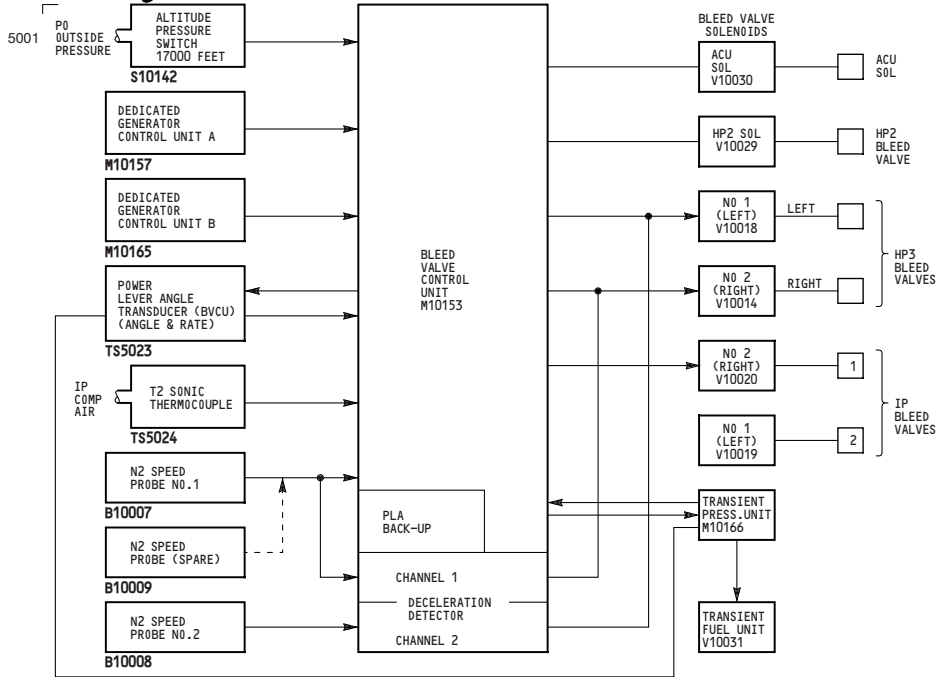 5001
P0
OUTSIDE
PRESSURE
ALTITUDE
PRESSURE
SWITCH
17000 FEET
S10142
DEDICATED
GENERATOR
CONTROL UNIT A
M10157
DEDICATED
GENERATOR
CONTROL UNIT B
M10165
POWER
LEVER ANGLE
TRANSDUCER (BVCU)
(ANGLE & RATE)
TS5023
IP
COMP
AIR
T2 SONIC
THERMOCOUPLE
TS5024
N2 SPEED
PROBE NO.1
B10007
N2 SPEED
PROBE (SPARE)
B10009
N2 SPEED
PROBE NO.2
B10008
BLEED
VALVE
CONTROL
UNIT
M10153
PLA
BACK-UP
CHANNEL 1
DECELERATION
DETECTOR
CHANNEL 2
BLEED VALVE
SOLENOIDS
ACU
SOL
V10030
ACU
SOL
HP2 SOL
V10029
HP2
BLEED
VALVE
NO 1
(LEFT)
V10018
LEFT
NO 2
(RIGHT)
V10014
RIGHT
HP3
BLEED
VALVES
NO 2
(RIGHT)
V10020
1
NO 1
(LEFT)
V10019
2
IP
BLEED
VALVES
TRANSIENT
PRESS.UNIT
M10166
TRANSIENT
FUEL UNIT
V10031